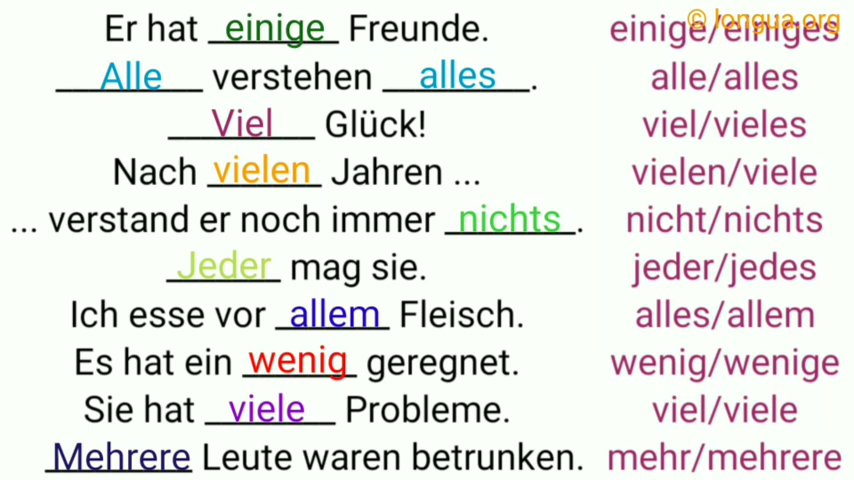 © longua.org
Er hat einige Freunde. einige/einiges
Alle verstehen alles. alle/alles
Viel Glück! viel/vieles
Nach vielen Jahren ... vielen/viele
... verstand er noch immer nichts. nicht/nichts
Jeder mag sie. jeder/jedes
Ich esse vor allem Fleisch. alles/allem
Es hat ein wenig geregnet. wenig/wenige
Sie hat viele Probleme. viel/viele
Mehrere Leute waren betrunken. mehr/mehrere